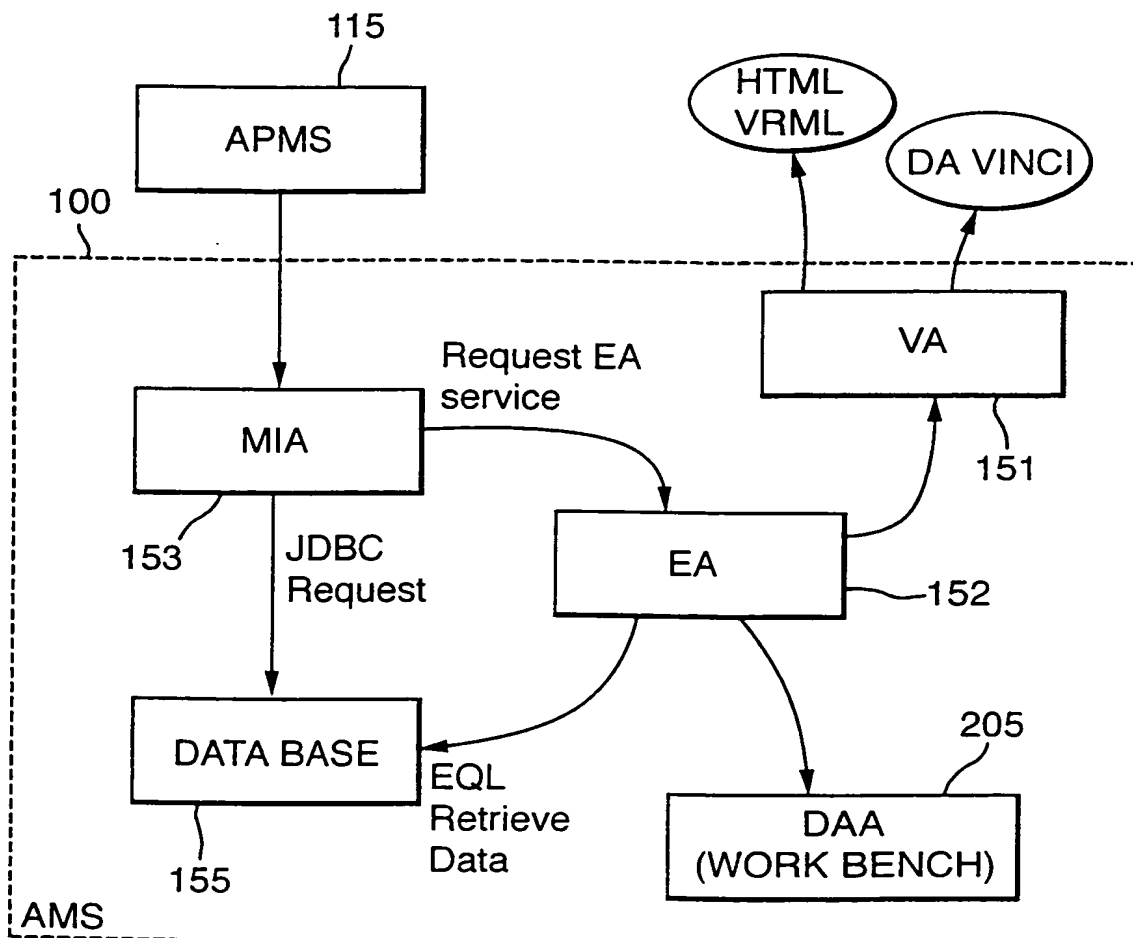 115
APMS
HTML
VRML
DA VINCI
100
VA
151
Request EA
service
MIA
153
JDBC
Request
EA
152
DATA BASE
155
EQL
Retrieve
Data
205
DAA
(WORK BENCH)
AMS